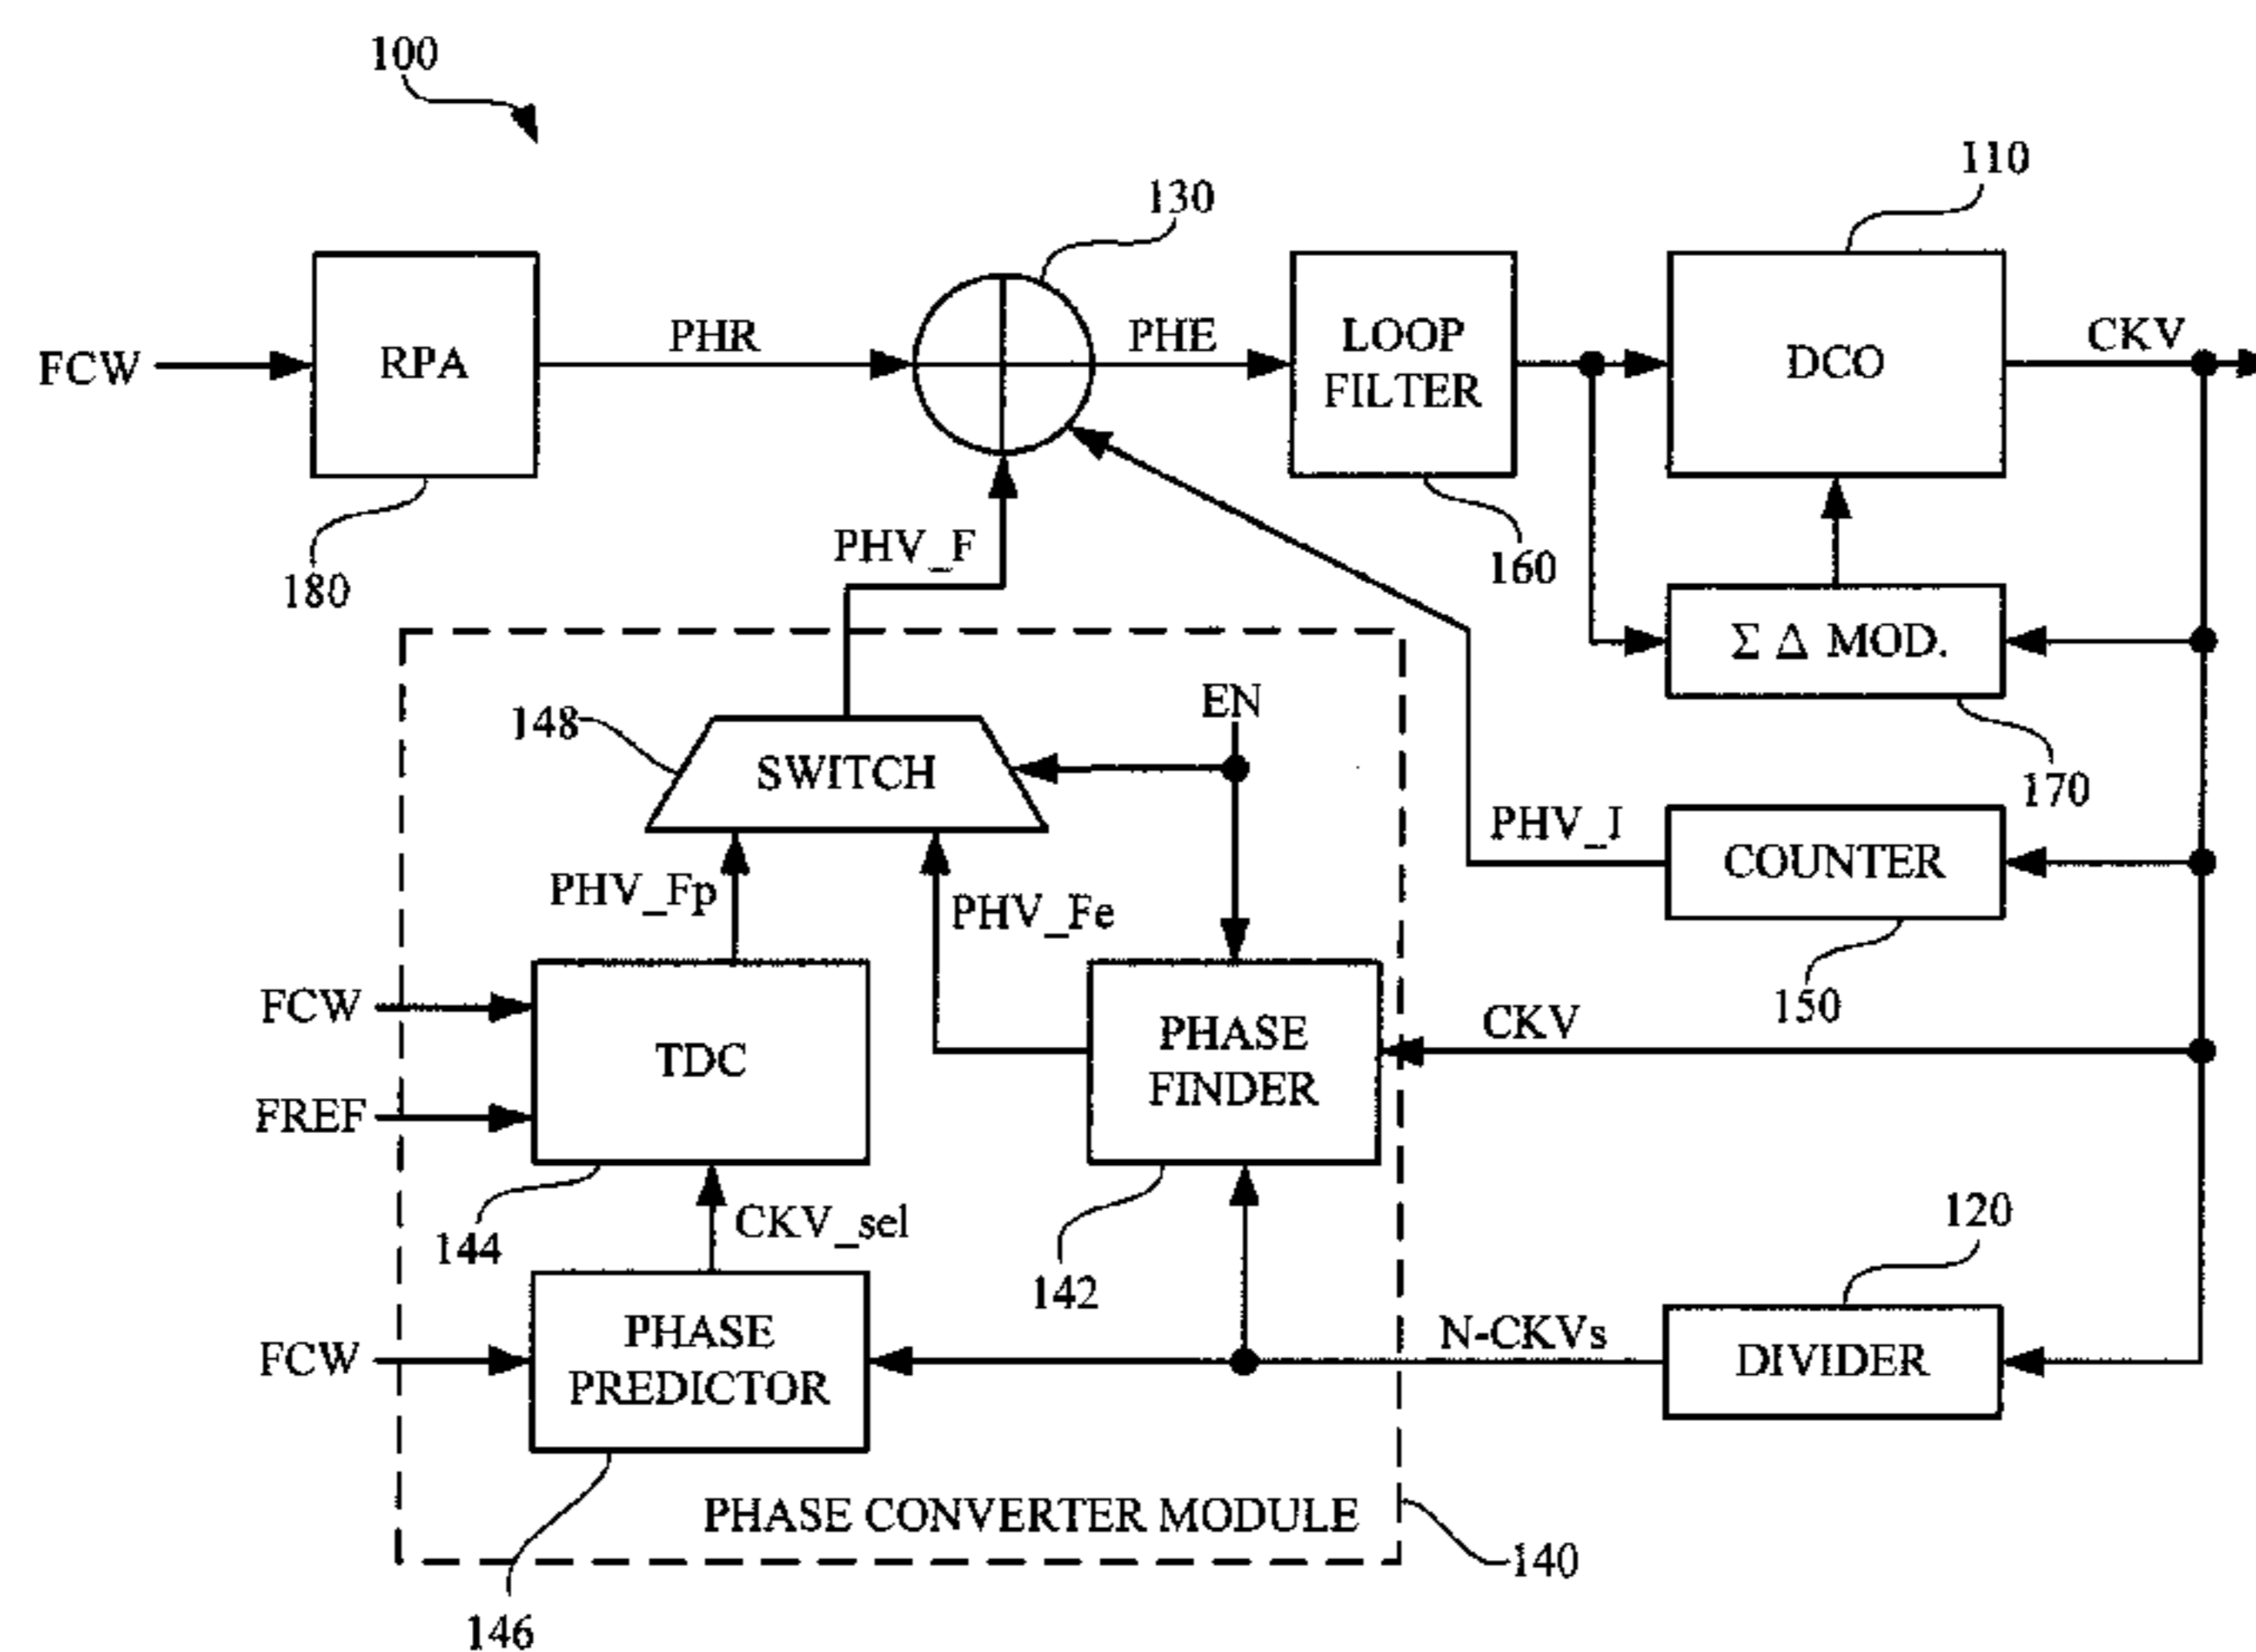 100
110
130
FCW
RPA
PHR
PHE
LOOP
FILTER
DCO
CKV
180
PHV_F
160
Σ Δ MOD.
170
148
SWITCH
EN
PHV_I
COUNTER
150
PHV_Fp
PHV_Fe
FCW
FREF
TDC
PHASE
FINDER
CKV
144
CKV_sel
142
120
FCW
PHASE
PREDICTOR
N-CKVs
DIVIDER
PHASE CONVERTER MODULE
140
146